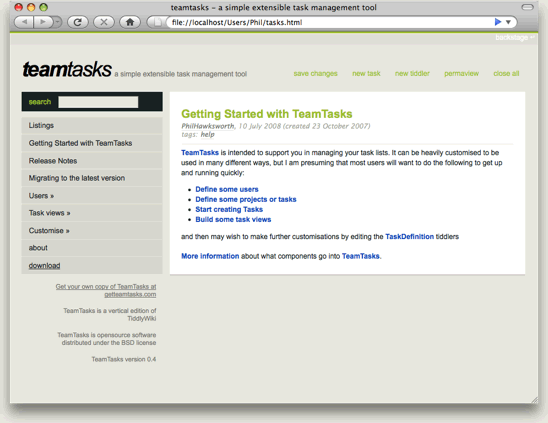 teamtasks – a simple extensible task management tool
file://localhost/Users/Phil/tasks.html
backstage
teamtasks a simple extensible task management tool
save changes new task new tiddler permaview close all
search
Listings
Getting Started with TeamTasks
Release Notes
Migrating to the latest version
Users »
Task views »
Customise »
about
download
Get your own copy of TeamTasks at
getteamtasks.com
TeamTasks is a vertical edition of
TiddlyWiki
TeamTasks is opensource software
distributed under the BSD license
TeamTasks version 0.4
Getting Started with TeamTasks
PhilHawksworth, 10 July 2008 (created 23 October 2007)
tags: help
TeamTasks is intended to support you in managing your task lists. It can be heavily customised to be
used in many different ways, but I am presuming that most users will want to do the following to get up
and running quickly:
• Define some users
• Define some projects or tasks
• Start creating Tasks
• Build some task views
and then may wish to make further customisations by editing the TaskDefinition tiddlers
More information about what components go into TeamTasks.